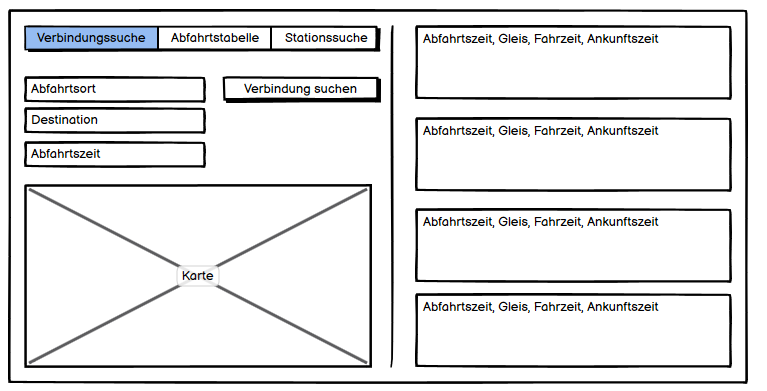 Verbindungssuche Abfahrtstabelle Stationssuche
Abfahrtsort
Verbindung suchen
Destination
Abfahrtszeit
Karte
Abfahrtszeit, Gleis, Fahrzeit, Ankunftszeit
Abfahrtszeit, Gleis, Fahrzeit, Ankunftszeit
Abfahrtszeit, Gleis, Fahrzeit, Ankunftszeit
Abfahrtszeit, Gleis, Fahrzeit, Ankunftszeit